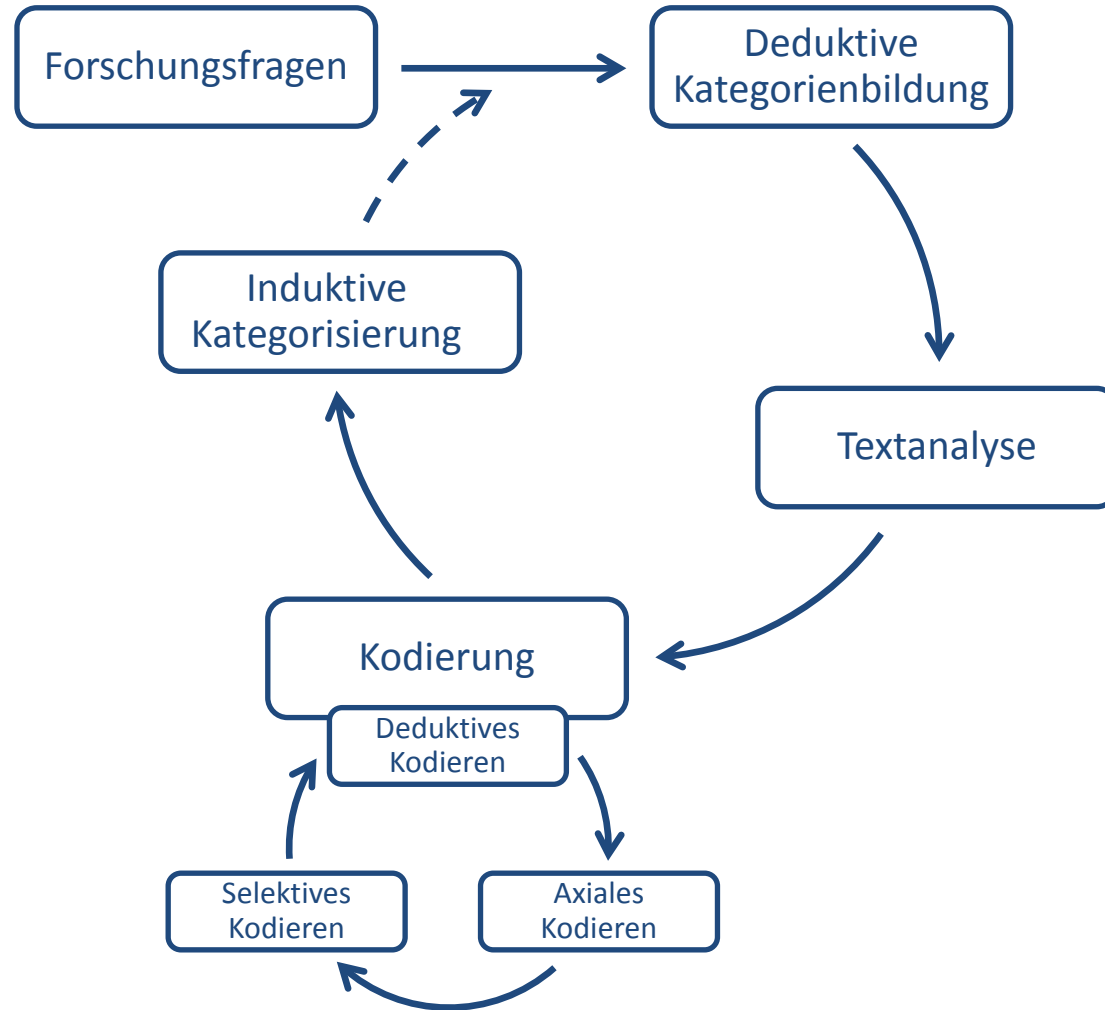 Forschungsfragen
Deduktive
Kategorienbildung
Induktive
Kategorisierung
Textanalyse
Kodierung
Deduktives
Kodieren
Selektives
Kodieren
Axiales
Kodieren